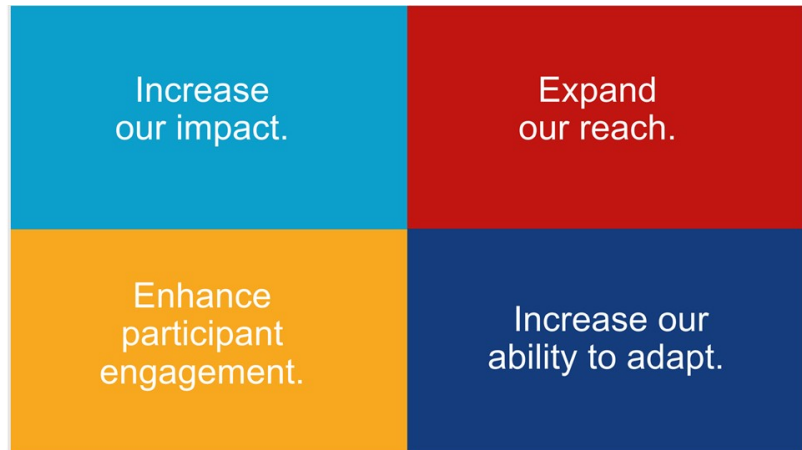 Increase
our impact.
Expand
our reach.
Enhance
participant
engagement.
Increase our
ability to adapt.